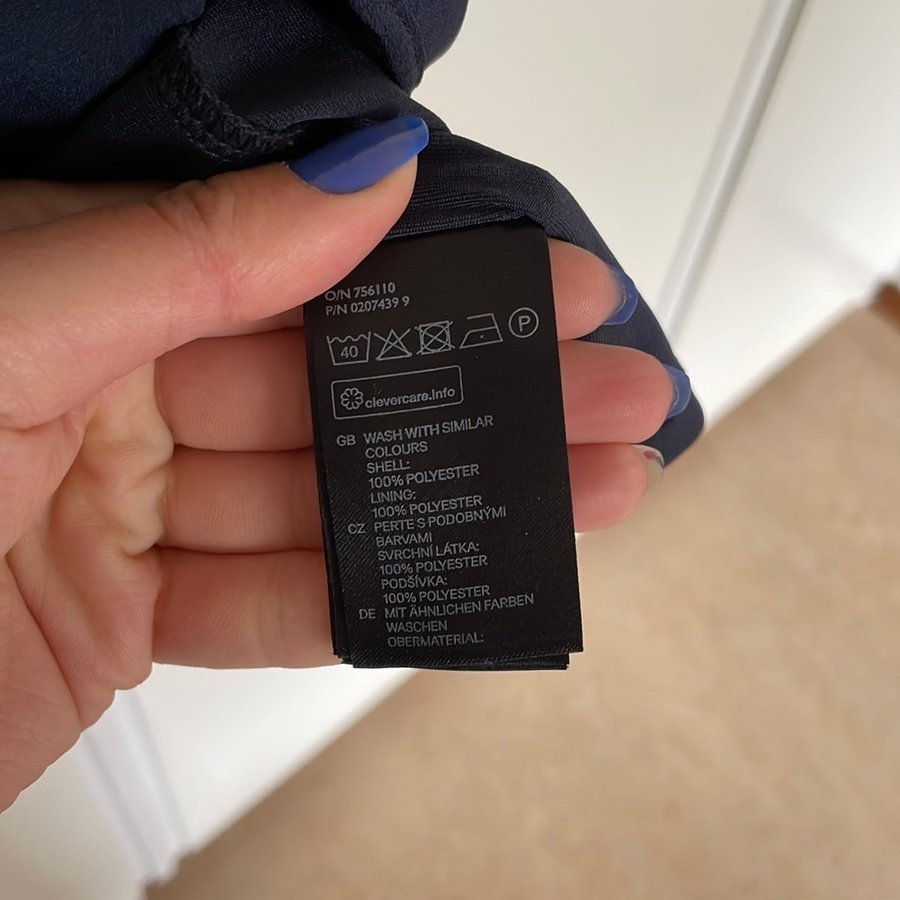 O/N 756110
P/N 0207439 9
40 P
clevercare.info
GB WASH WITH SIMILAR
COLOURS
SHELL:
100% POLYESTER
LINING:
100% POLYESTER
CZ PERTE S PODOBNÝMI
BARVAMI
SVRCHNÍ LÁTKA:
100% POLYESTER
PODŠÍVKA:
100% POLYESTER
DE MIT ÄHNLICHEN FARBEN
WASCHEN
OBERMATERIAL: